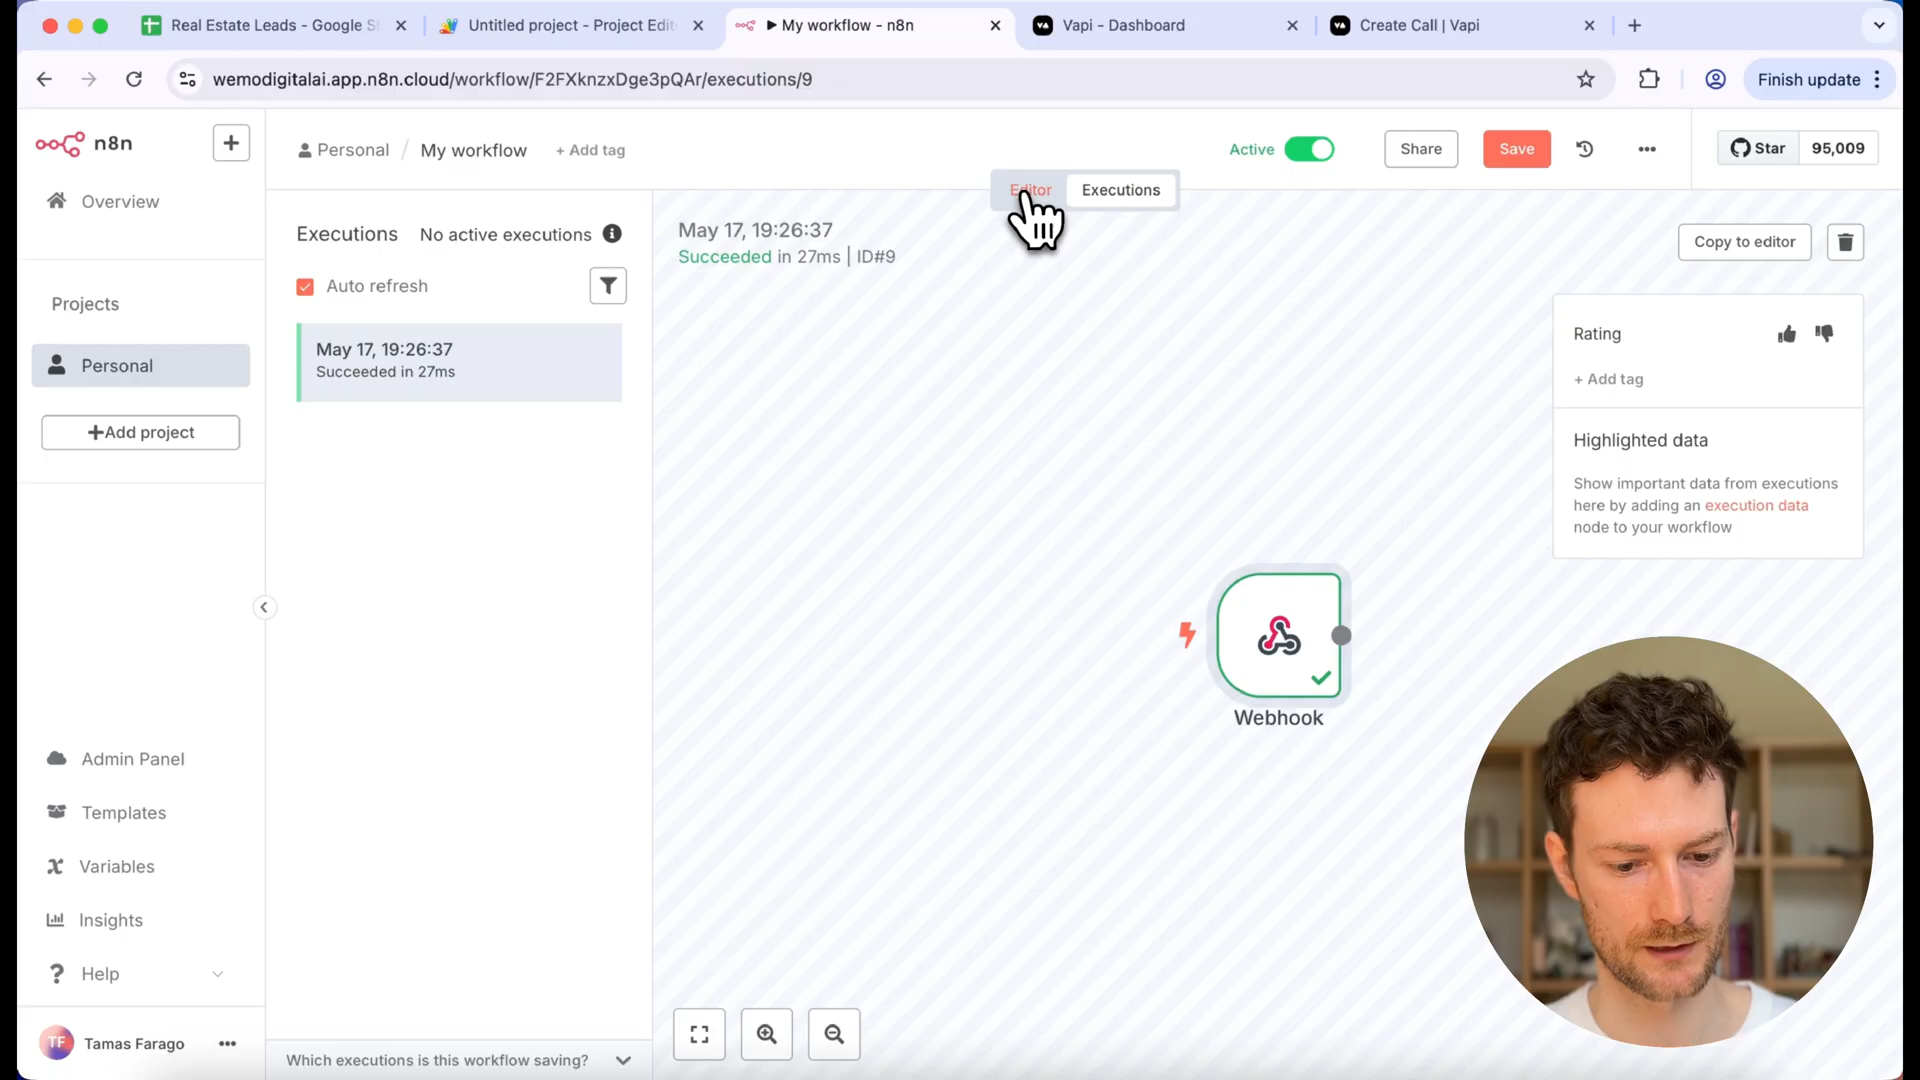 Real Estate Leads - Google S
Untitled project - Project Edit
My workflow - n8n
Vapi - Dashboard
Create Call | Vapi
wemodigitalai.app.n8n.cloud/workflow/F2FXknzxDge3pQAr/executions/9
Finish update
n8n
Personal / My workflow + Add tag
Active
Share
Save
Star 95,009
Editor Executions
Overview
Projects
Personal
+Add project
Admin Panel
Templates
Variables
Insights
Help
TF Tamas Farago
Executions No active executions
Auto refresh
May 17, 19:26:37
Succeeded in 27ms
Which executions is this workflow saving?
May 17, 19:26:37
Succeeded in 27ms | ID#9
Copy to editor
Rating
+ Add tag
Highlighted data
Show important data from executions
here by adding an execution data
node to your workflow
Webhook